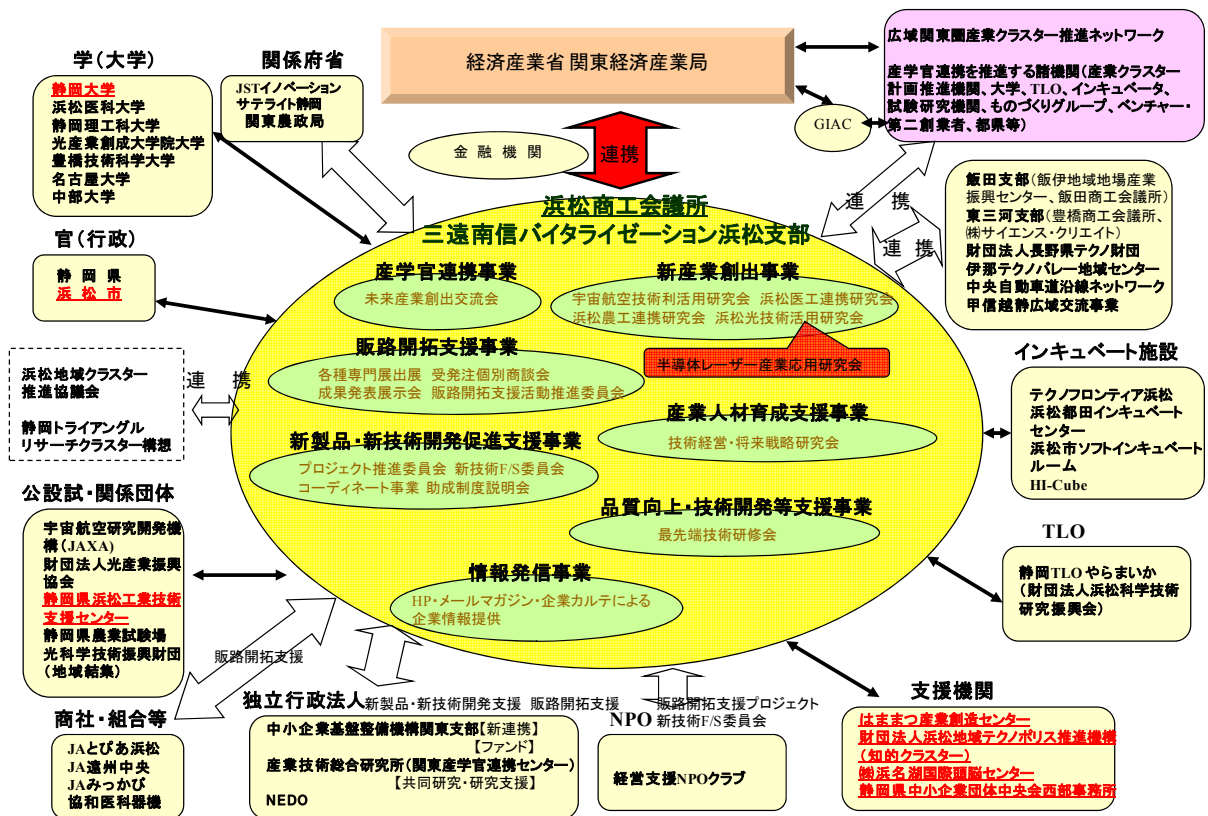 学(大学)
静岡大学
浜松医科大学
静岡理工科大学
光産業創成大学院大学
豊橋技術科学大学
名古屋大学
中部大学
関係府省
JSTイノベーション
サテライト静岡
関東農政局
経済産業省 関東経済産業局
広域関東圏産業クラスター推進ネットワーク
産学官連携を推進する諸機関(産業クラスター
計画推進機関、大学、TLO、インキュベータ、
試験研究機関、ものづくりグループ、ベンチャー・
第二創業者、都県等)
GIAC
金融機関
連携
連携
連携
飯田支部(飯伊地域地場産業
振興センター、飯田商工会議所)
東三河支部(豊橋商工会議所、
㈱サイエンス・クリエイト)
財団法人長野県テクノ財団
伊那テクノバレー地域センター
中央自動車道沿線ネットワーク
甲信越静広域交流事業
浜松商工会議所
三遠南信バイタライゼーション浜松支部
官(行政)
静岡県
浜松市
産学官連携事業
未来産業創出交流会
新産業創出事業
宇宙航空技術利活用研究会 浜松医工連携研究会
浜松農工連携研究会 浜松光技術活用研究会
半導体レーザー産業応用研究会
販路開拓支援事業
各種専門展出展 受発注個別商談会
成果発表展示会 販路開拓支援活動推進委員会
浜松地域クラスター
推進協議会
静岡トライアングル
リサーチクラスター構想
連携
産業人材育成支援事業
技術経営・将来戦略研究会
新製品・新技術開発促進支援事業
プロジェクト推進委員会 新技術F/S委員会
コーディネート事業 助成制度説明会
インキュベート施設
テクノフロンティア浜松
浜松都田インキュベート
センター
浜松市ソフトインキュベート
ルーム
HI-Cube
品質向上・技術開発等支援事業
最先端技術研修会
公設試・関係団体
宇宙航空研究開発機
構(JAXA)
財団法人光産業振興
協会
静岡県浜松工業技術
支援センター
静岡県農業試験場
光科学技術振興財団
(地域結集)
情報発信事業
HP・メールマガジン・企業カルテによる
企業情報提供
TLO
静岡TLO やらまいか
(財団法人浜松科学技術
研究振興会)
販路開拓支援
商社・組合等
JAとぴあ浜松
JA遠州中央
JAみっかび
協和医科器機
独立行政法人 新製品・新技術開発支援 販路開拓支援
中小企業基盤整備機構関東支部【新連携】
【ファンド】
産業技術総合研究所(関東産学官連携センター)
【共同研究・研究支援】
NEDO
NPO
販路開拓支援プロジェクト
新技術F/S委員会
経営支援NPOクラブ
支援機関
はままつ産業創造センター
財団法人浜松地域テクノポリス推進機構
(知的クラスター)
㈱浜名湖国際頭脳センター
静岡県中小企業団体中央会西部事務所